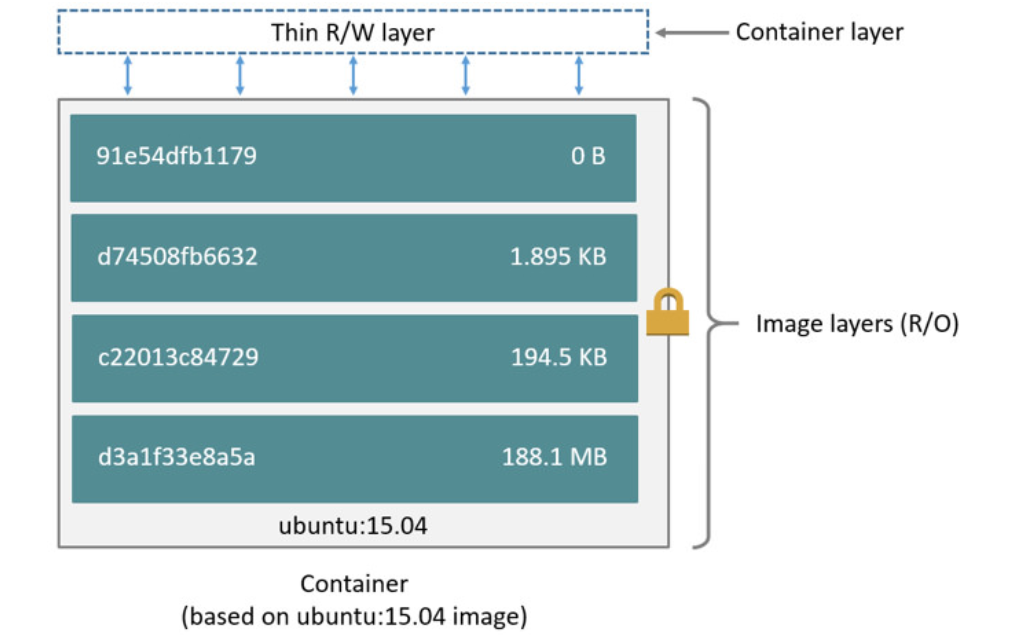 Thin R/W layer
Container layer
91e54dfb1179 0 B
d74508fb6632 1.895 KB
c22013c84729 194.5 KB
Image layers (R/O)
d3a1f33e8a5a 188.1 MB
ubuntu:15.04
Container
(based on ubuntu:15.04 image)